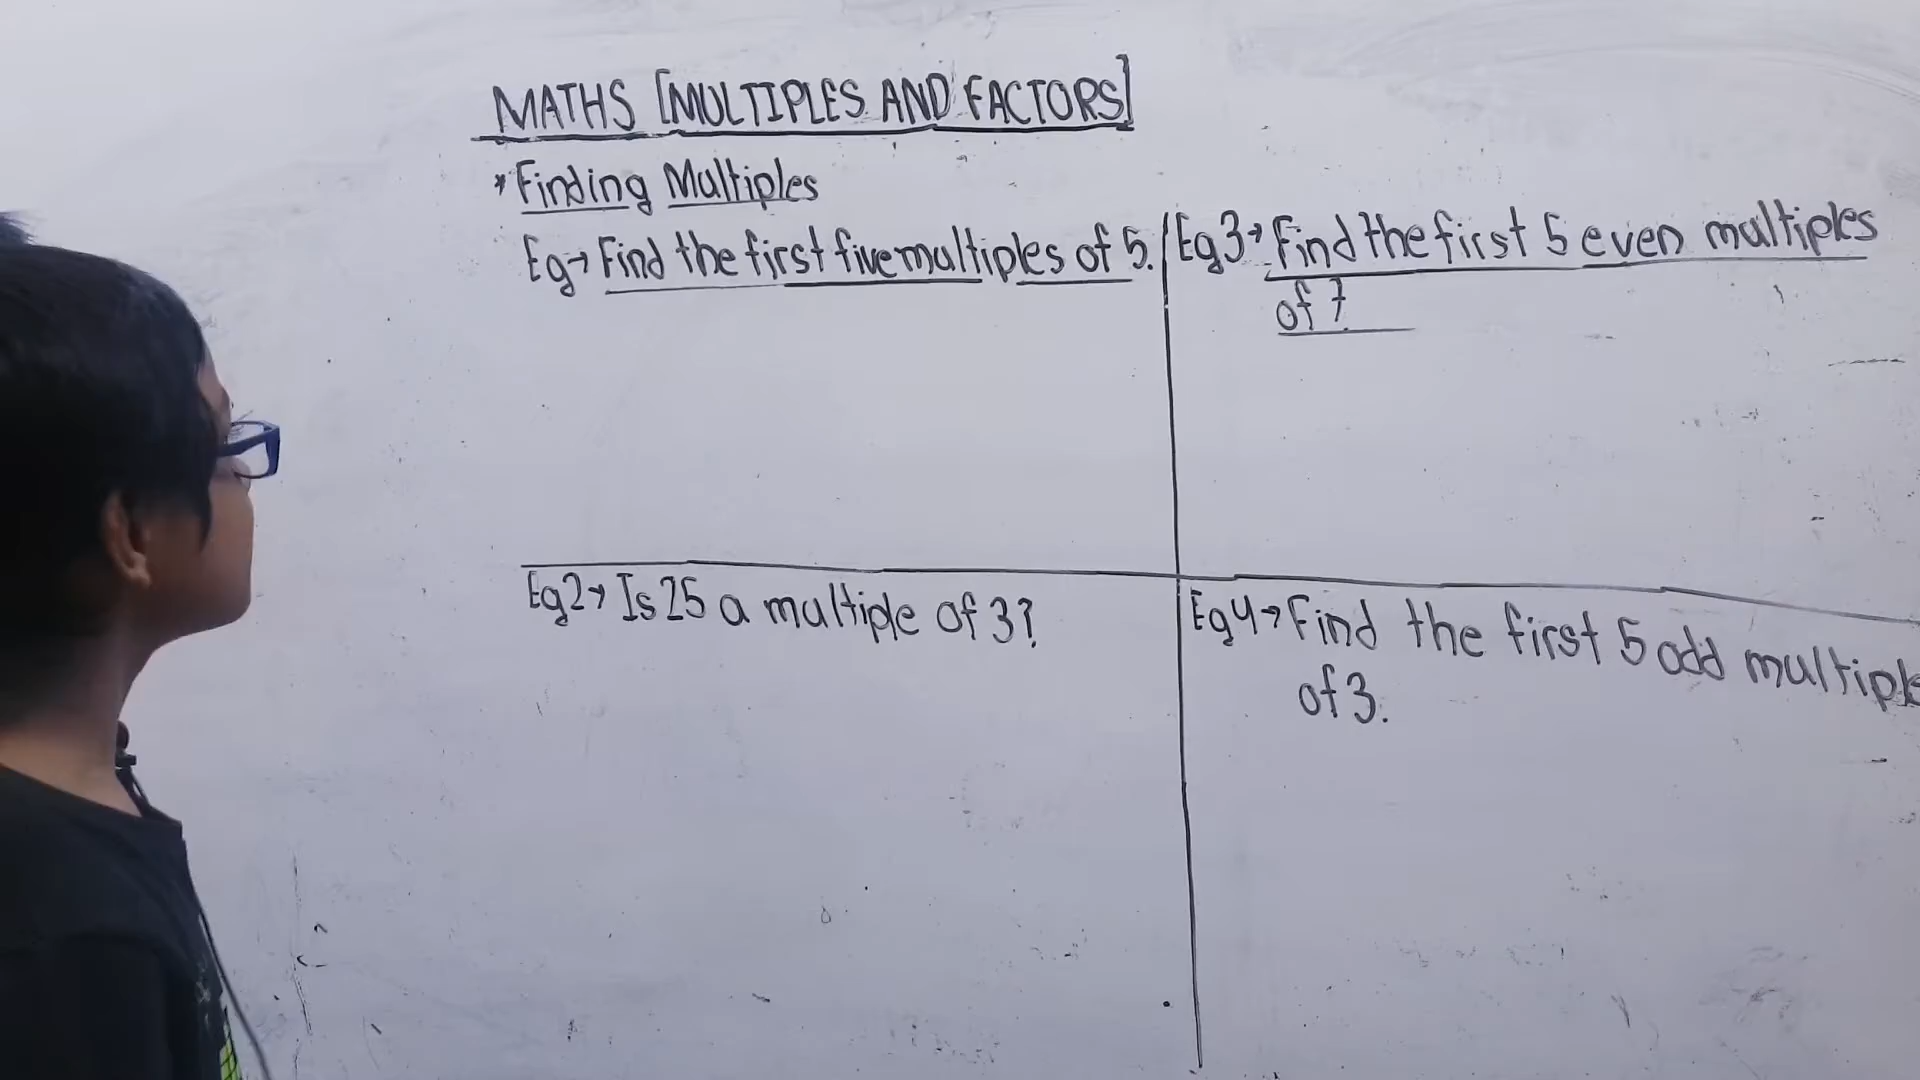 MATHS [MULTIPLES AND FACTORS]
* Finding Multiples
Eg→ Find the first five multiples of 5.
Eg2→ Is 25 a multiple of 3?
Eg3→ Find the first 5 even multiples
of 7.
Eg4→ Find the first 5 odd multiple
of 3.